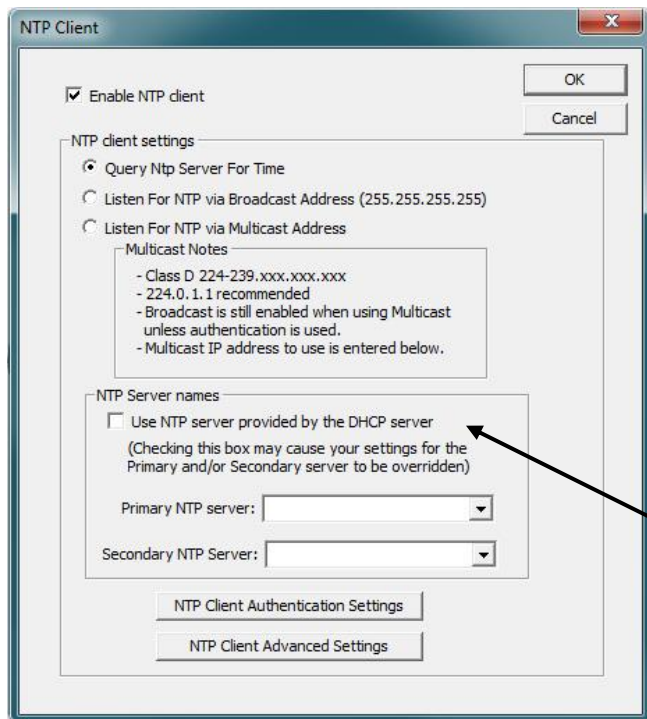 NTP Client
OK
Enable NTP client
Cancel
NTP client settings
Query Ntp Server For Time
Listen For NTP via Broadcast Address (255.255.255.255)
Listen For NTP via Multicast Address
Multicast Notes
- Class D 224-239.xxx.xxx.xxx
- 224.0.1.1 recommended
- Broadcast is still enabled when using Multicast
unless authentication is used.
- Multicast IP address to use is entered below.
NTP Server names
Use NTP server provided by the DHCP server
(Checking this box may cause your settings for the
Primary and/or Secondary server to be overridden)
Primary NTP server:
Secondary NTP Server:
NTP Client Authentication Settings
NTP Client Advanced Settings